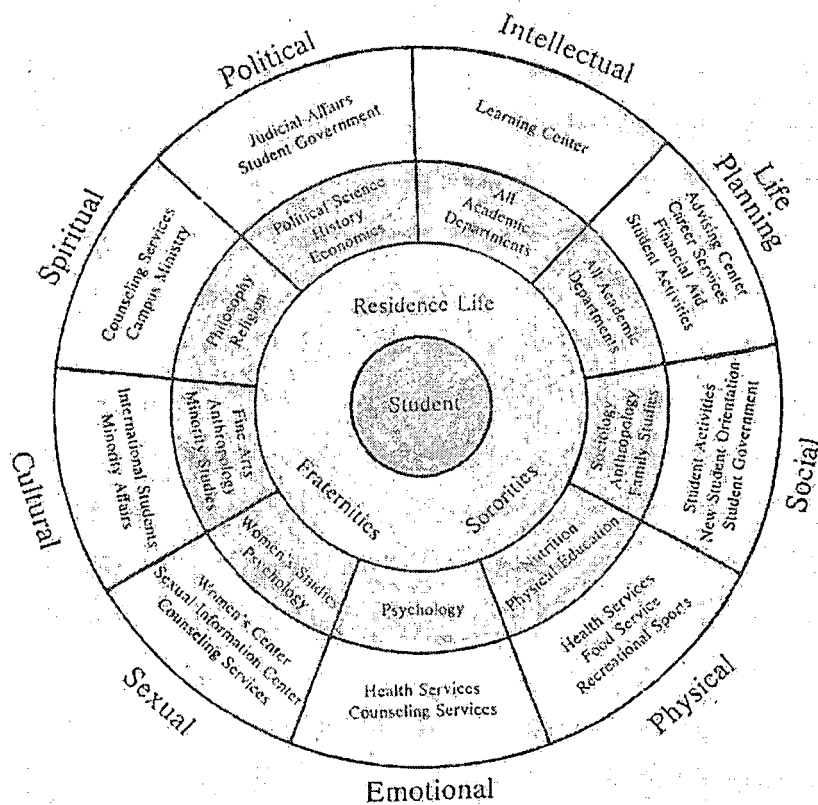 Political
Judicial Affairs
Student Government
Political Science
History
Economics
Intellectual
Learning Center
All
Academic
Departments
Life
Planning
Advising Center
Career Services
Financial Aid
Student Activities
All Academic
Departments
Social
Student Activities
New Student Orientation
Student Government
Sociology
Anthropology
Family Studies
Physical
Health Services
Food Service
Recreational Sports
Nutrition
Physical Education
Emotional
Health Services
Counseling Services
Psychology
Sexual
Women's Center
Sexual Information Center
Counseling Services
Women's Studies
Psychology
Cultural
International Students
Minority Affairs
Fine Arts
Anthropology
Minority Studies
Spiritual
Counseling Services
Campus Ministry
Philosophy
Religion
Residence Life
Student
Fraternities
Sororities